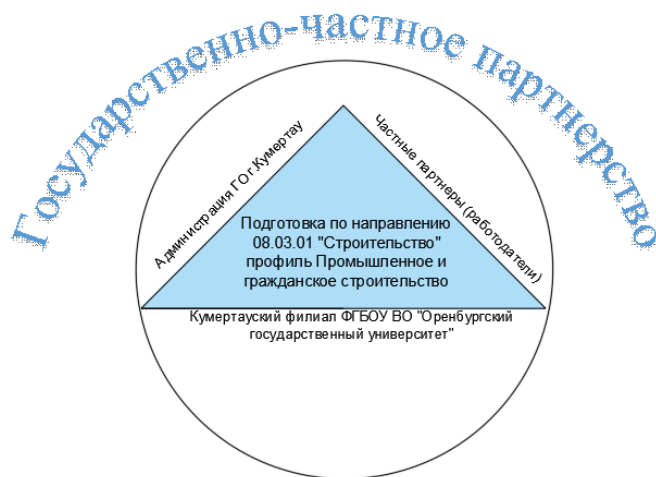 Государственно-частное партнерство
Администрация ГО г.Кумертау
Частные партнеры (работодатели)
Подготовка по направлению
08.03.01 "Строительство"
профиль Промышленное и
гражданское строительство
Кумертауский филиал ФГБОУ ВО "Оренбургский
государственный университет"